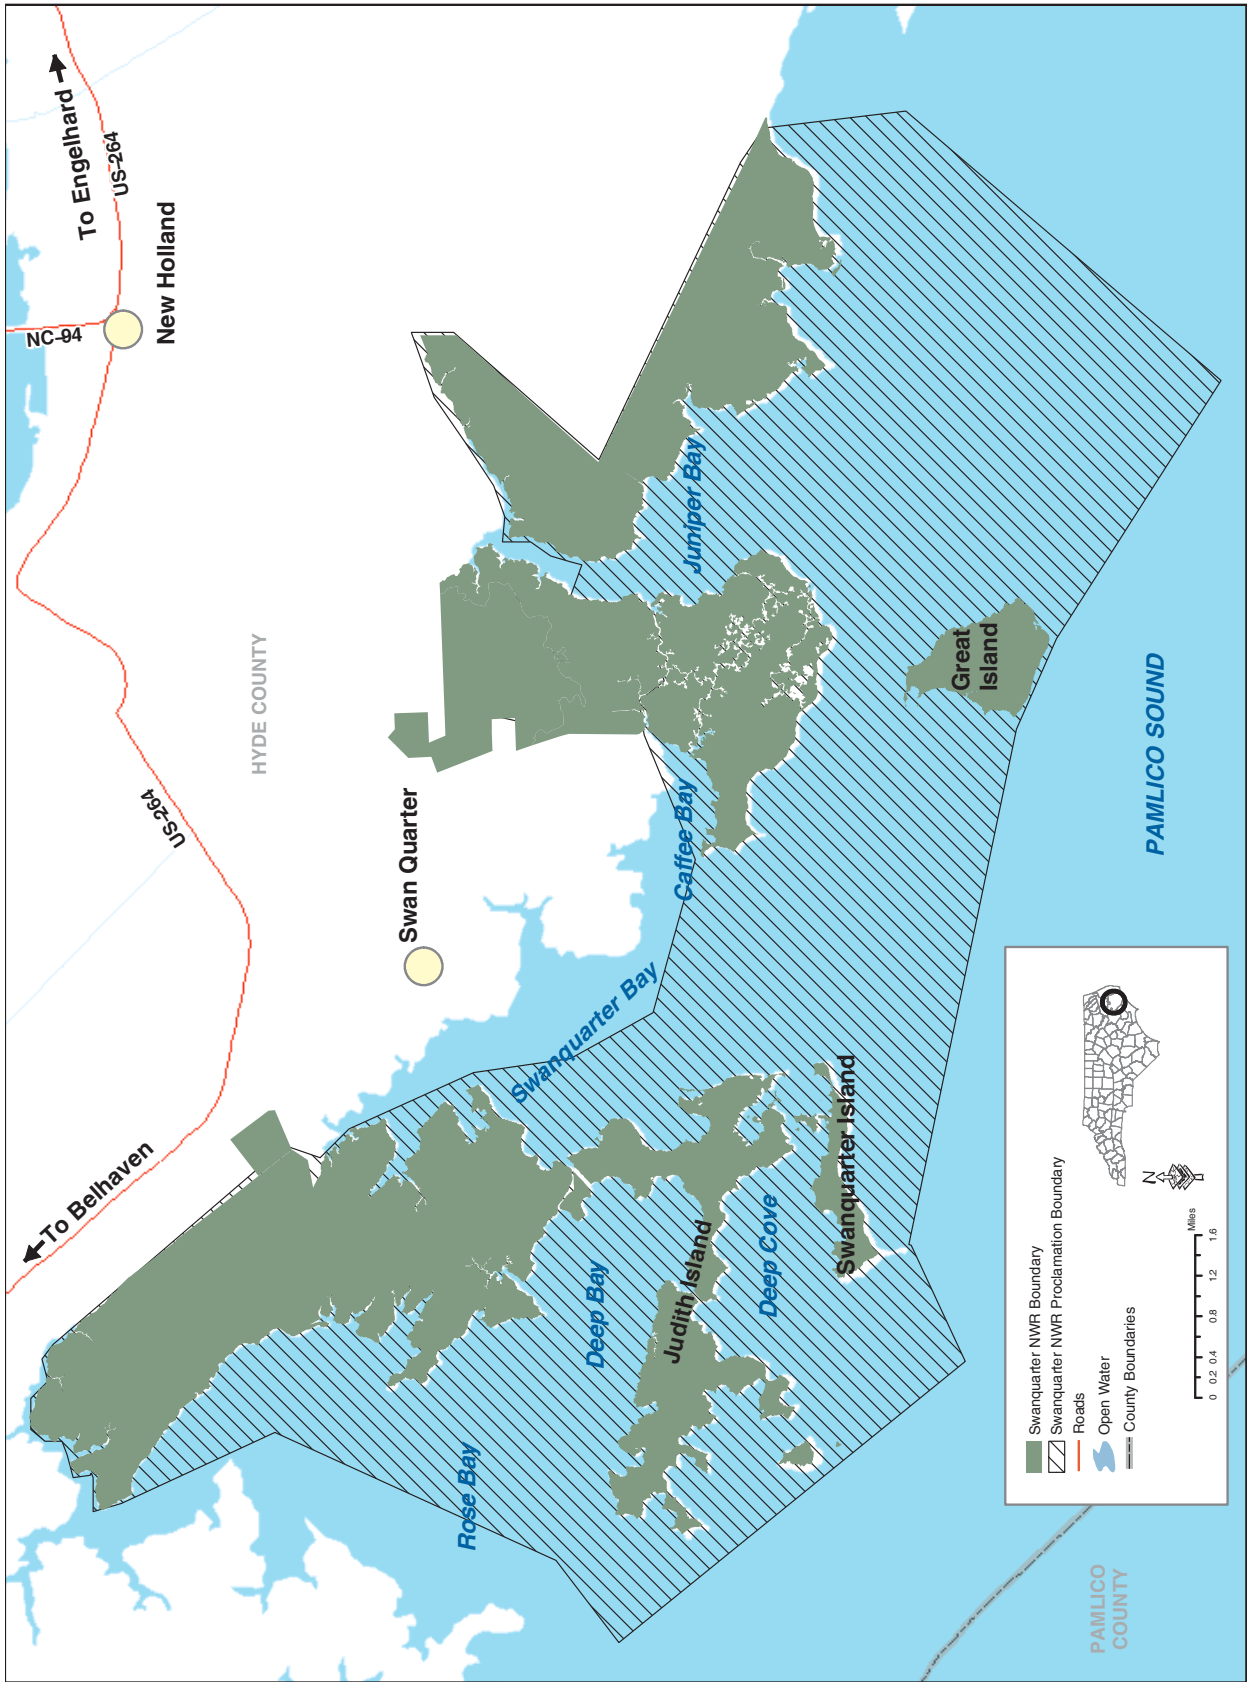 To Engelhard
US-264
NC-94
New Holland
HYDE COUNTY
US-264
To Belhaven
Swan Quarter
Juniper Bay
Caffee Bay
Swanquarter Bay
Great
Island
PAMLICO SOUND
Swanquarter Island
Judith Island
Deep Cove
Deep Bay
Rose Bay
PAMLICO
COUNTY
Swanquarter NWR Boundary
Swanquarter NWR Proclamation Boundary
Roads
Open Water
County Boundaries
N
Miles
0 0.2 0.4 0.8 1.2 1.6